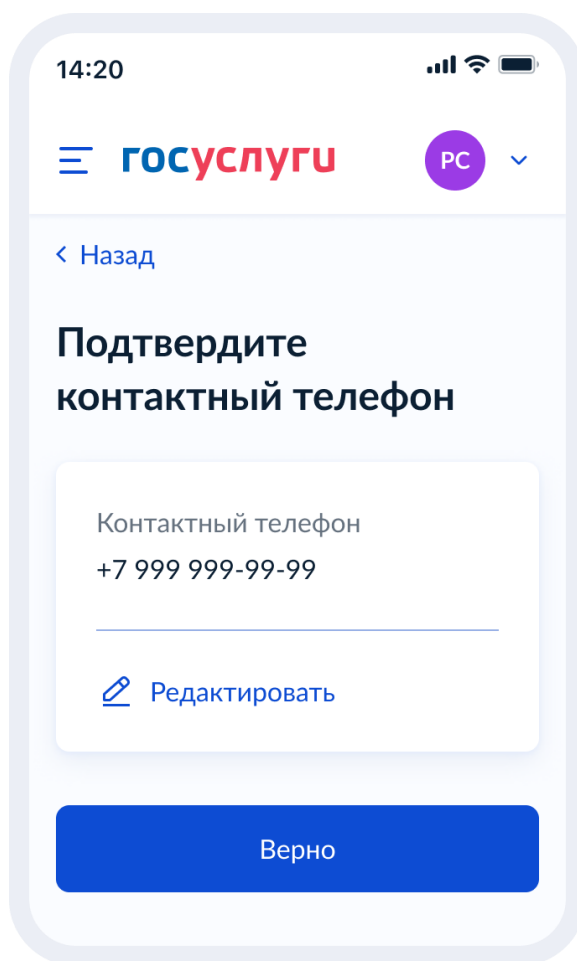 14:20
госуслуги
РС
Назад
Подтвердите
контактный телефон
Контактный телефон
+7 999 999-99-99
Редактировать
Верно